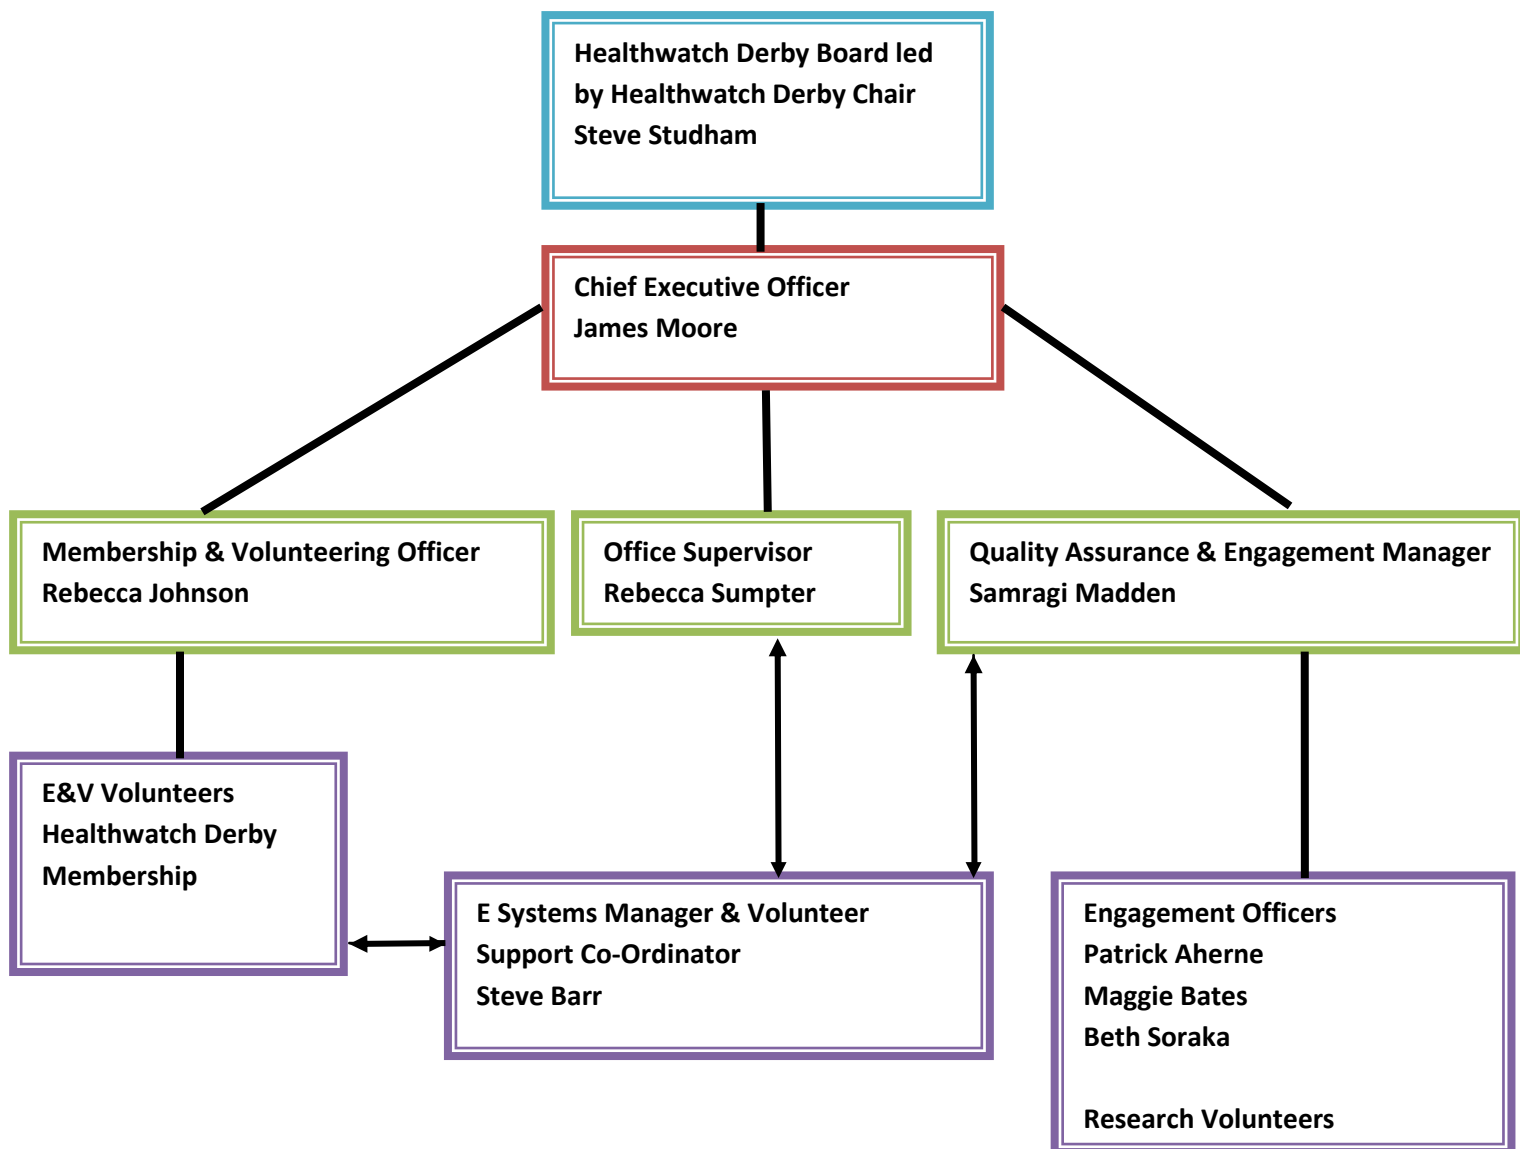 Healthwatch Derby Board led
by Healthwatch Derby Chair
Steve Studham
Chief Executive Officer
James Moore
Membership & Volunteering Officer
Rebecca Johnson
Office Supervisor
Rebecca Sumpter
Quality Assurance & Engagement Manager
Samragi Madden
E&V Volunteers
Healthwatch Derby
Membership
E Systems Manager & Volunteer
Support Co-Ordinator
Steve Barr
Engagement Officers
Patrick Aherne
Maggie Bates
Beth Soraka
Research Volunteers